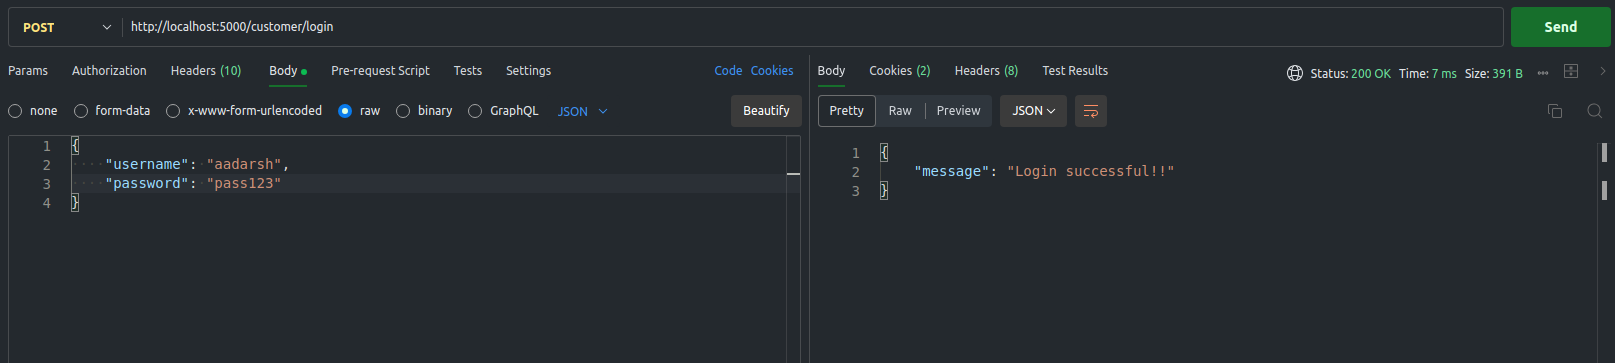 POST http://localhost:5000/customer/login Send
Params Authorization Headers (10) Body Pre-request Script Tests Settings Code Cookies
none form-data x-www-form-urlencoded raw binary GraphQL JSON Beautify
1 {
2 "username": "aadarsh",
3 "password": "pass123"
4 }
Body Cookies (2) Headers (8) Test Results Status: 200 OK Time: 7 ms Size: 391 B
Pretty Raw Preview JSON
1 {
2 "message": "Login successful!!"
3 }